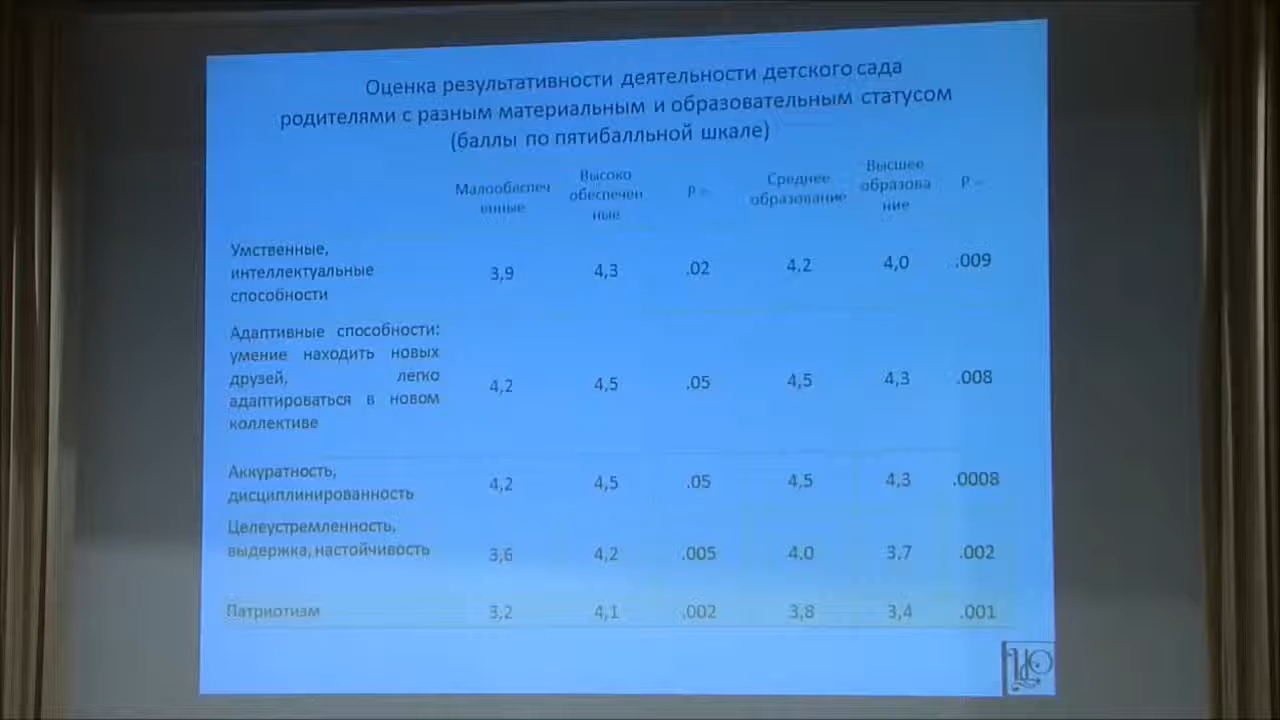 Оценка результативности деятельности детского сада
родителями с разным материальным и образовательным статусом
(баллы по пятибалльной шкале)
Малообеспеч
енные
Высоко
обеспечен
ные
P =
Среднее
образование
Высшее
образова
ние
P =
Умственные,
интеллектуальные
способности
3,9 4,3 .02 4,2 4,0 .009
Адаптивные способности:
умение находить новых
друзей, легко
адаптироваться в новом
коллективе
4,2 4,5 .05 4,5 4,3 .008
Аккуратность,
дисциплинированность
4,2 4,5 .05 4,5 4,3 .0008
Целеустремленность,
выдержка, настойчивость
3,6 4,2 .005 4.0 3.7 .002
Патриотизм 3,2 4,1 .002 3,8 3,4 .001